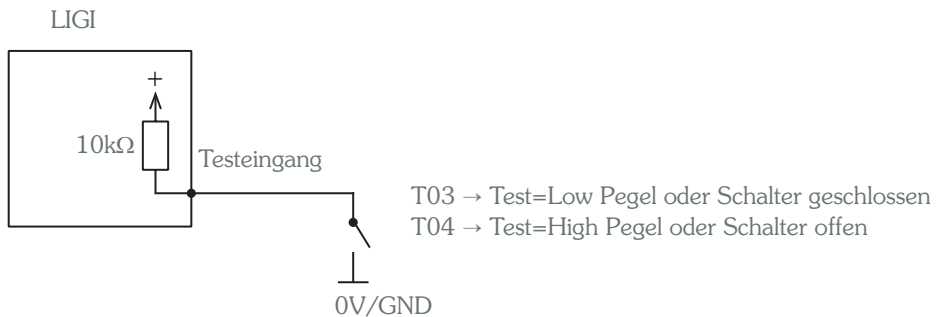 LIGI
+
10kΩ
Testeingang
T03 → Test=Low Pegel oder Schalter geschlossen
T04 → Test=High Pegel oder Schalter offen
0V/GND